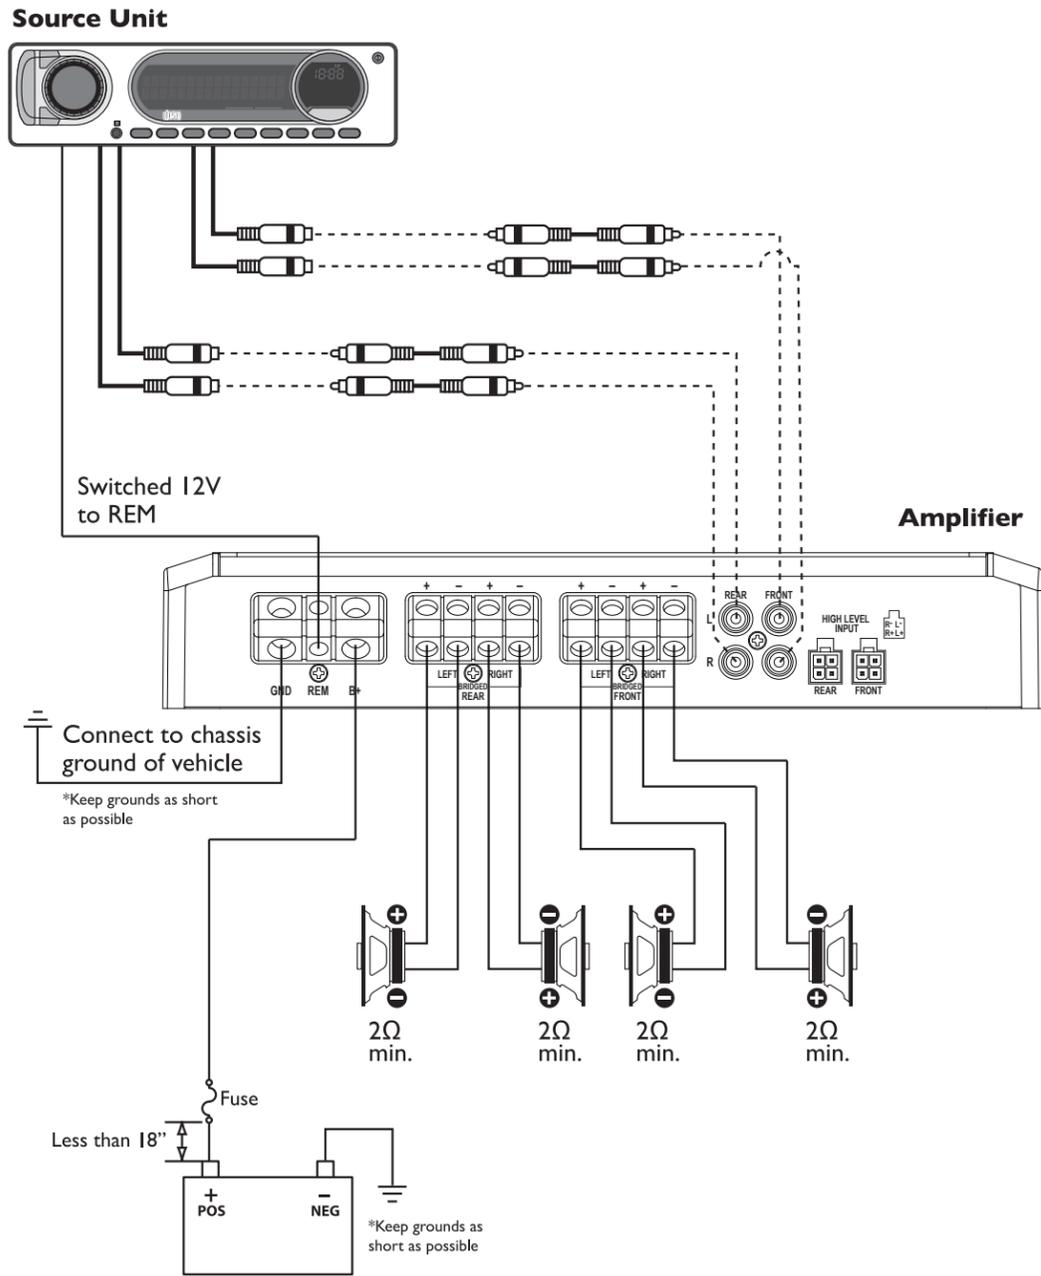 Source Unit
18:88
Switched 12V
to REM
Amplifier
+ − + −
+ − + −
REAR
FRONT
L
R
HIGH LEVEL
INPUT
R- L-
R+L+
REAR
FRONT
GND
REM
B+
LEFT
RIGHT
BRIDGED
REAR
LEFT
RIGHT
BRIDGED
FRONT
Connect to chassis
ground of vehicle
*Keep grounds as short
as possible
+
−
−
+
+
−
−
+
2Ω
min.
2Ω
min.
2Ω
min.
2Ω
min.
Fuse
Less than 18”
+
POS
−
NEG
*Keep grounds as
short as possible